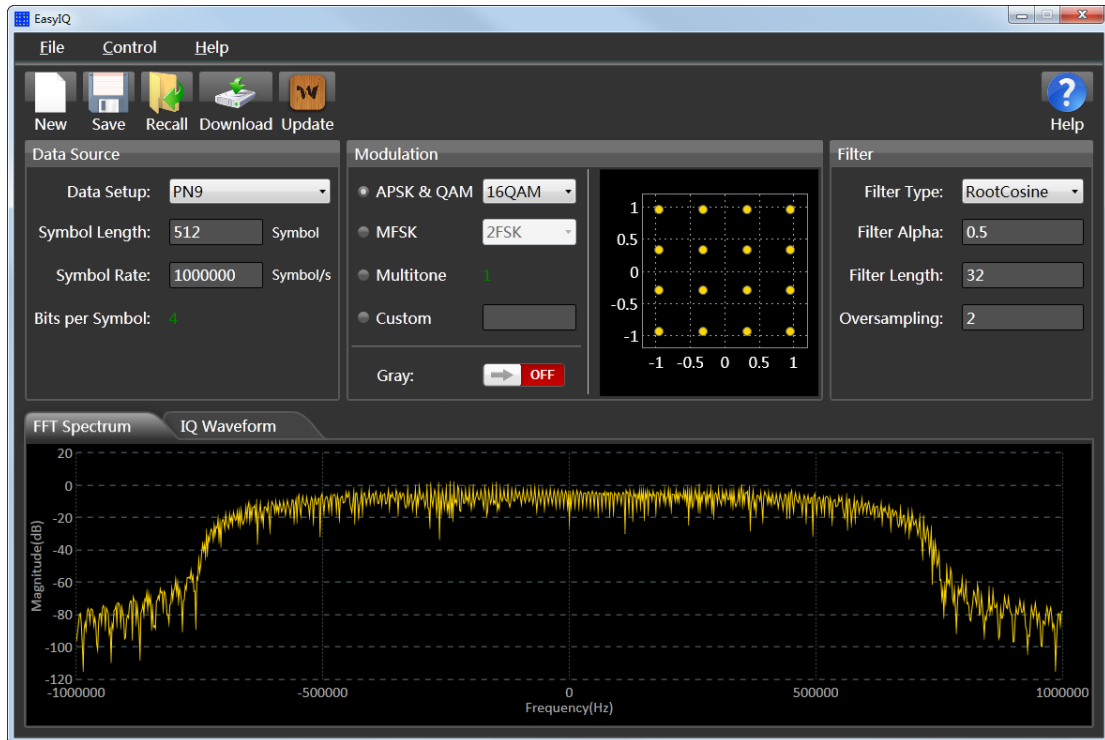 EasyIQ
File Control Help
New Save Recall Download Update Help
Data Source
Data Setup: PN9
Symbol Length: 512 Symbol
Symbol Rate: 1000000 Symbol/s
Bits per Symbol: 4
Modulation
APSK & QAM 16QAM
MFSK 2FSK
Multitone 1
Custom
Gray: OFF
1
0.5
0
-0.5
-1
-1 -0.5 0 0.5 1
Filter
Filter Type: RootCosine
Filter Alpha: 0.5
Filter Length: 32
Oversampling: 2
FFT Spectrum IQ Waveform
Magnitude(dB)
20
0
-20
-40
-60
-80
-100
-120
-1000000 -500000 0 500000 1000000
Frequency(Hz)